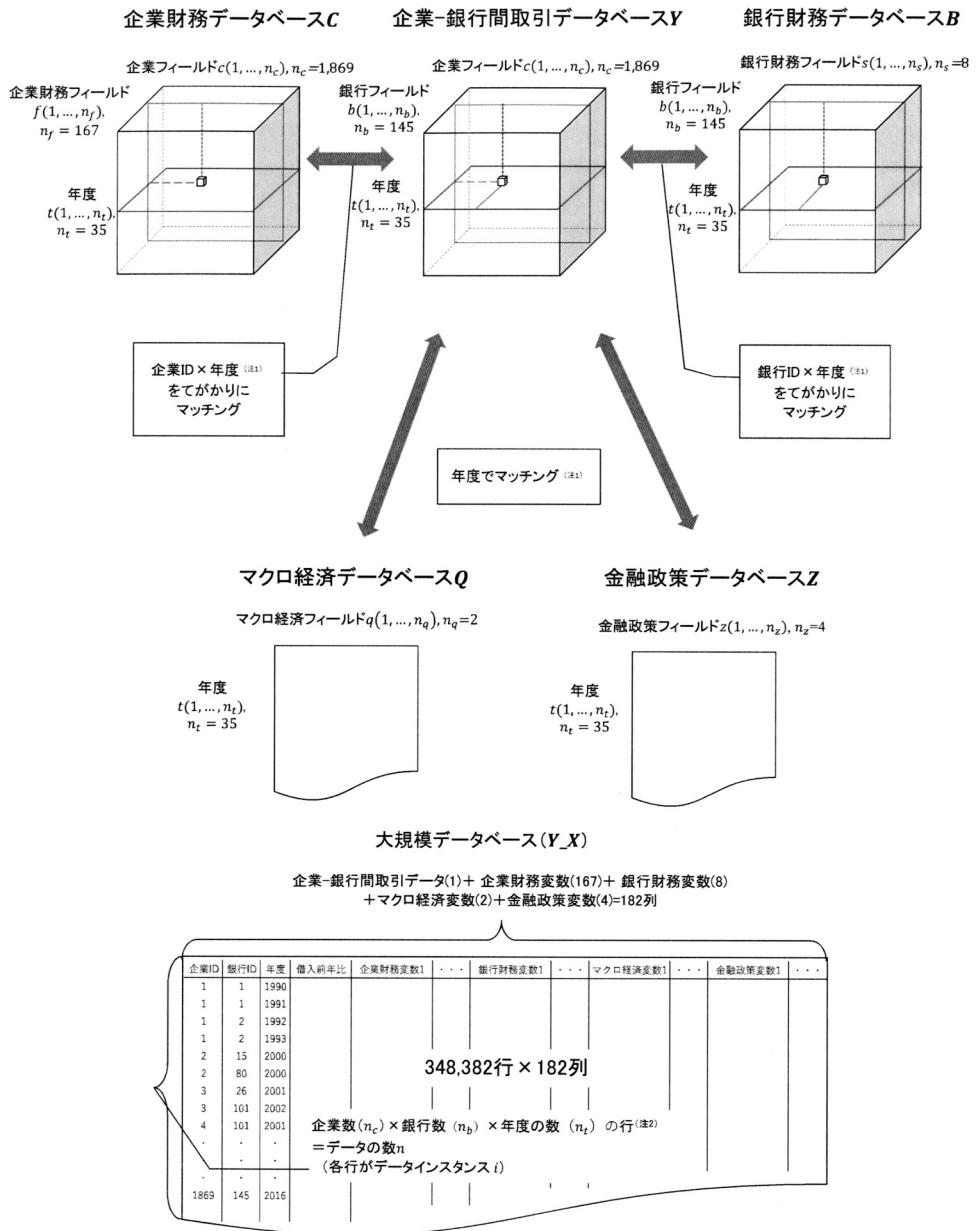 企業財務データベースC
企業-銀行間取引データベースY
銀行財務データベースB
企業フィールドc(1, …, n_c), n_c=1,869
企業フィールドc(1, …, n_c), n_c=1,869
銀行財務フィールドs(1, …, n_s), n_s=8
企業財務フィールド
f(1, …, n_f),
n_f = 167
年度
t(1, …, n_t),
n_t = 35
銀行フィールド
b(1, …, n_b),
n_b = 145
年度
t(1, …, n_t),
n_t = 35
銀行フィールド
b(1, …, n_b),
n_b = 145
年度
t(1, …, n_t),
n_t = 35
企業ID×年度(注1)
をてがかりに
マッチング
銀行ID×年度(注1)
をてがかりに
マッチング
年度でマッチング(注1)
マクロ経済データベースQ
金融政策データベースZ
マクロ経済フィールドq(1, …, n_q), n_q=2
金融政策フィールドz(1, …, n_z), n_z=4
年度
t(1, …, n_t),
n_t = 35
年度
t(1, …, n_t),
n_t = 35
大規模データベース(Y_X)
企業-銀行間取引データ(1)+ 企業財務変数(167)+ 銀行財務変数(8)
+マクロ経済変数(2)+金融政策変数(4)=182列
企業ID 銀行ID 年度 借入前年比 企業財務変数1 ・・・ 銀行財務変数1 ・・・ マクロ経済変数1 ・・・ 金融政策変数1 ・・・
1 1 1990
1 1 1991
1 2 1992
1 2 1993
2 15 2000
2 80 2000
3 26 2001
3 101 2002
4 101 2001
. . .
. . .
. . .
1869 145 2016
348,382行×182列
企業数(n_c)×銀行数(n_b)×年度の数(n_t)の行(注2)
=データの数n
(各行がデータインスタンスi)